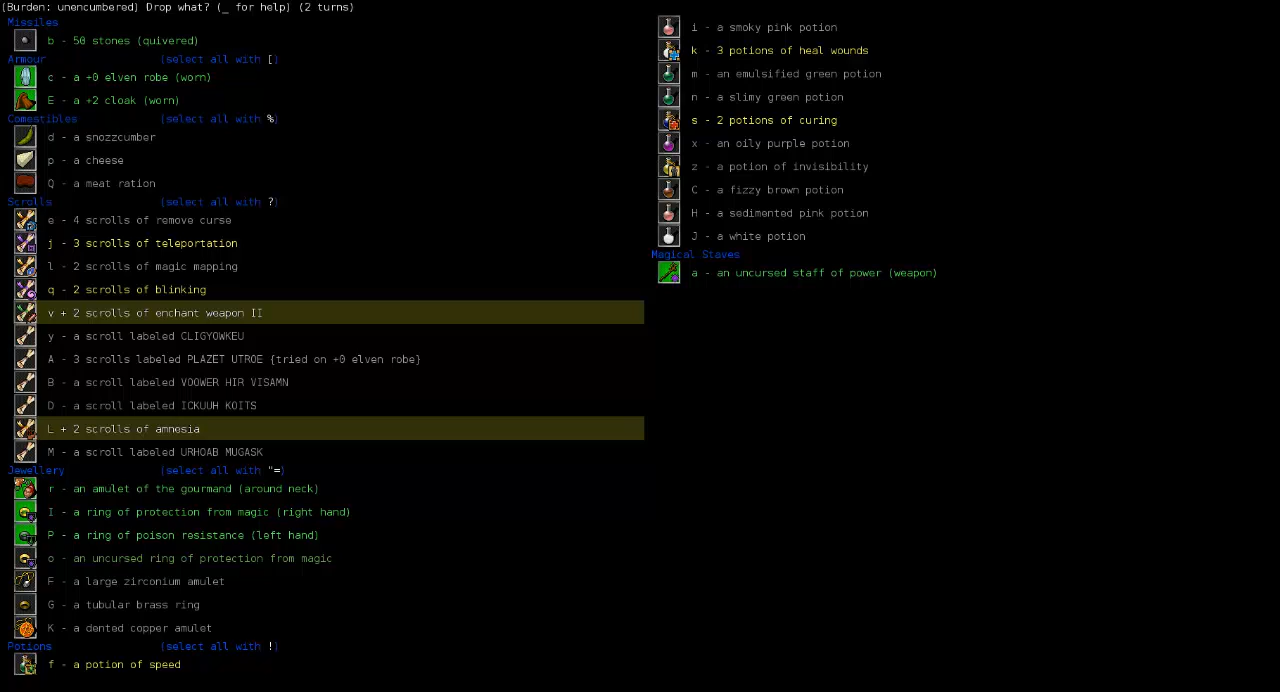 (Burden: unencumbered) Drop what? (_ for help) (2 turns)
Missiles
b - 50 stones (quivered)
Armour (select all with [)
c - a +0 elven robe (worn)
E - a +2 cloak (worn)
Comestibles (select all with %)
d - a snozzcumber
p - a cheese
Q - a meat ration
Scrolls (select all with ?)
e - 4 scrolls of remove curse
j - 3 scrolls of teleportation
l - 2 scrolls of magic mapping
q - 2 scrolls of blinking
v + 2 scrolls of enchant weapon II
y - a scroll labeled CLIGYOWKEU
A - 3 scrolls labeled PLAZET UTROE {tried on +0 elven robe}
B - a scroll labeled VOOWER HIR VISAMN
D - a scroll labeled ICKUUH KOITS
L + 2 scrolls of amnesia
M - a scroll labeled URHOAB MUGASK
Jewellery (select all with "=)
r - an amulet of the gourmand (around neck)
I - a ring of protection from magic (right hand)
P - a ring of poison resistance (left hand)
o - an uncursed ring of protection from magic
F - a large zirconium amulet
G - a tubular brass ring
K - a dented copper amulet
Potions (select all with !)
f - a potion of speed
i - a smoky pink potion
k - 3 potions of heal wounds
m - an emulsified green potion
n - a slimy green potion
s - 2 potions of curing
x - an oily purple potion
z - a potion of invisibility
C - a fizzy brown potion
H - a sedimented pink potion
J - a white potion
Magical Staves
a - an uncursed staff of power (weapon)